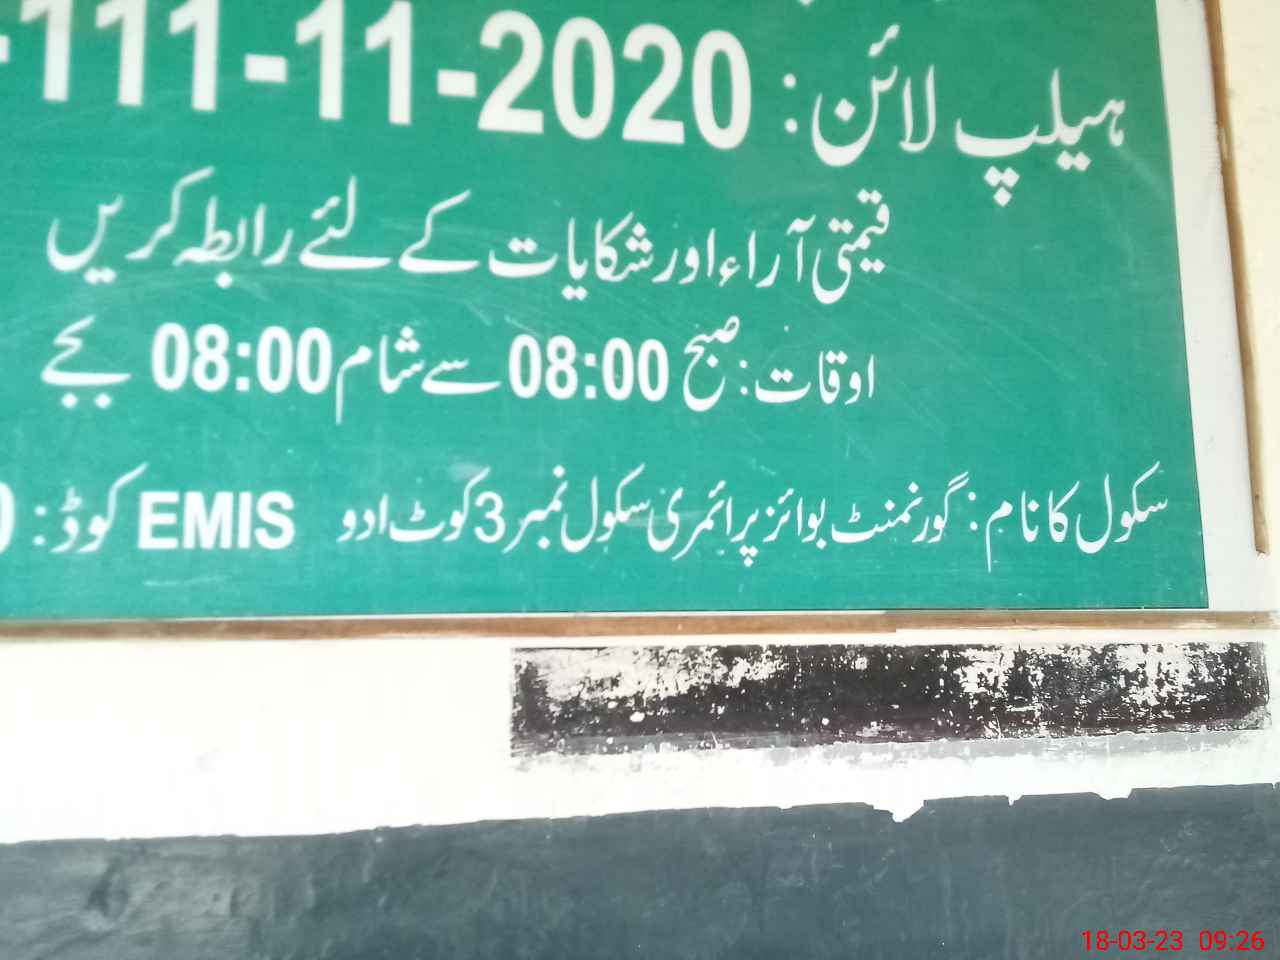 ہیلپ لائن: -111-11-2020
قیمتی آراء اور شکایات کے لئے رابطہ کریں
اوقات: صبح 08:00 سے شام 08:00 بجے
سکول کا نام: گورنمنٹ بوائز پرائمری سکول نمبر 3 کوٹ ادو EMIS کوڈ: 0
18-03-23 09:26